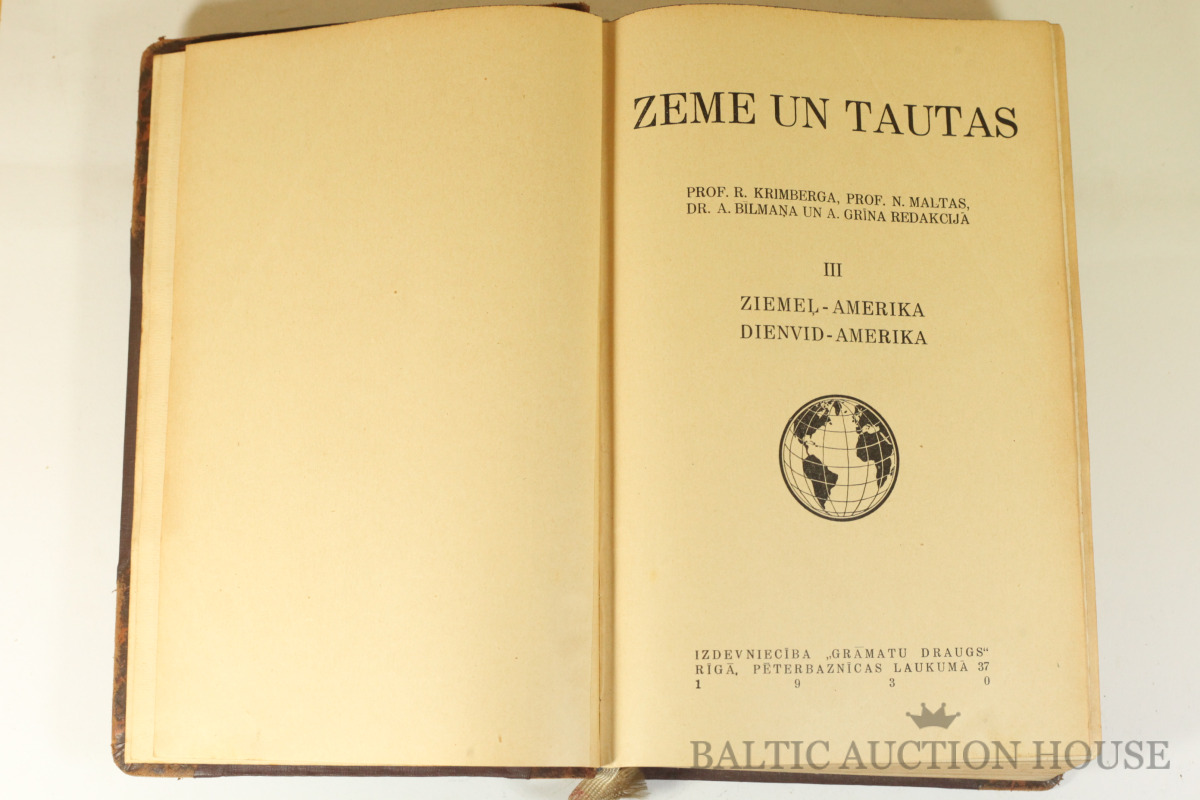 ZEME UN TAUTAS
PROF. R. KRIMBERGA, PROF. N. MALTAS,
DR. A. BILMAŅA UN A. GRĪNA REDAKCIJĀ
III
ZIEMEĻ-AMERIKA
DIENVID-AMERIKA
IZDEVNIECĪBA „GRĀMATU DRAUGS“
RĪGĀ, PĒTERBAZNĪCAS LAUKUMĀ 37
1 9 3 0
BALTIC AUCTION HOUSE